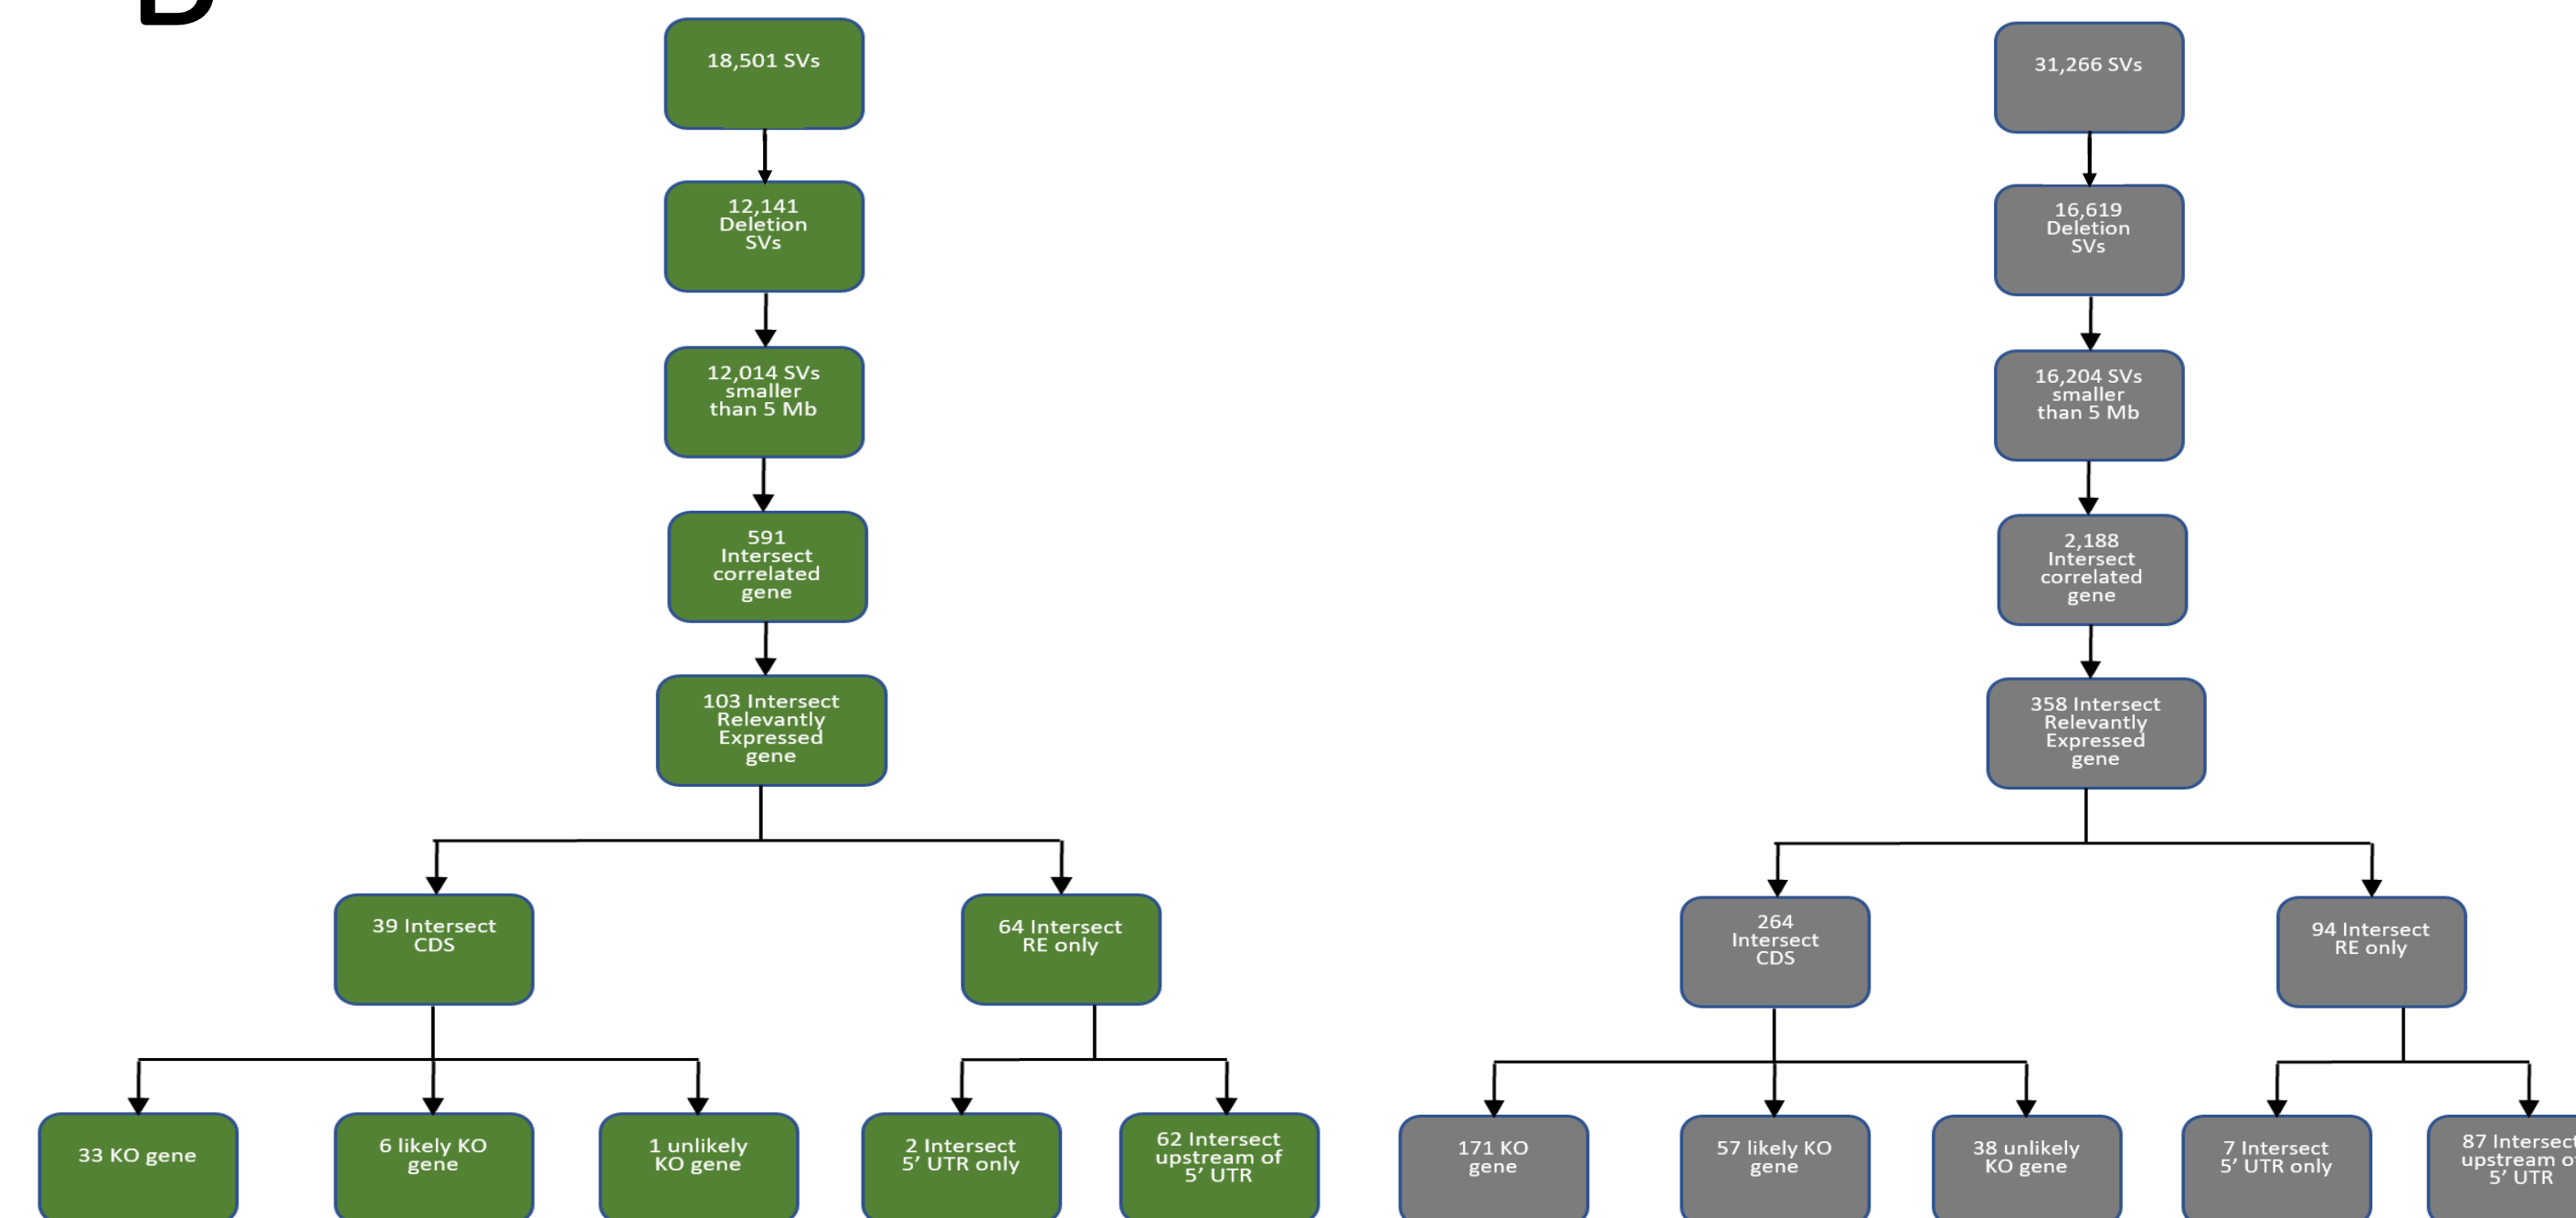 18,501 SVs
12,141
Deletion
SVs
12,014 SVs
smaller
than 5 Mb
591
Intersect
correlated
gene
103 Intersect
Relevantly
Expressed
gene
39 Intersect
CDS
64 Intersect
RE only
33 KO gene
6 likely KO
gene
1 unlikely
KO gene
2 Intersect
5’ UTR only
62 Intersect
upstream of
5’ UTR
31,266 SVs
16,619
Deletion
SVs
16,204 SVs
smaller
than 5 Mb
2,188
Intersect
correlated
gene
358 Intersect
Relevantly
Expressed
gene
264
Intersect
CDS
94 Intersect
RE only
171 KO
gene
57 likely KO
gene
38 unlikely
KO gene
7 Intersect
5’ UTR only
87 Intersect
upstream of
5’ UTR